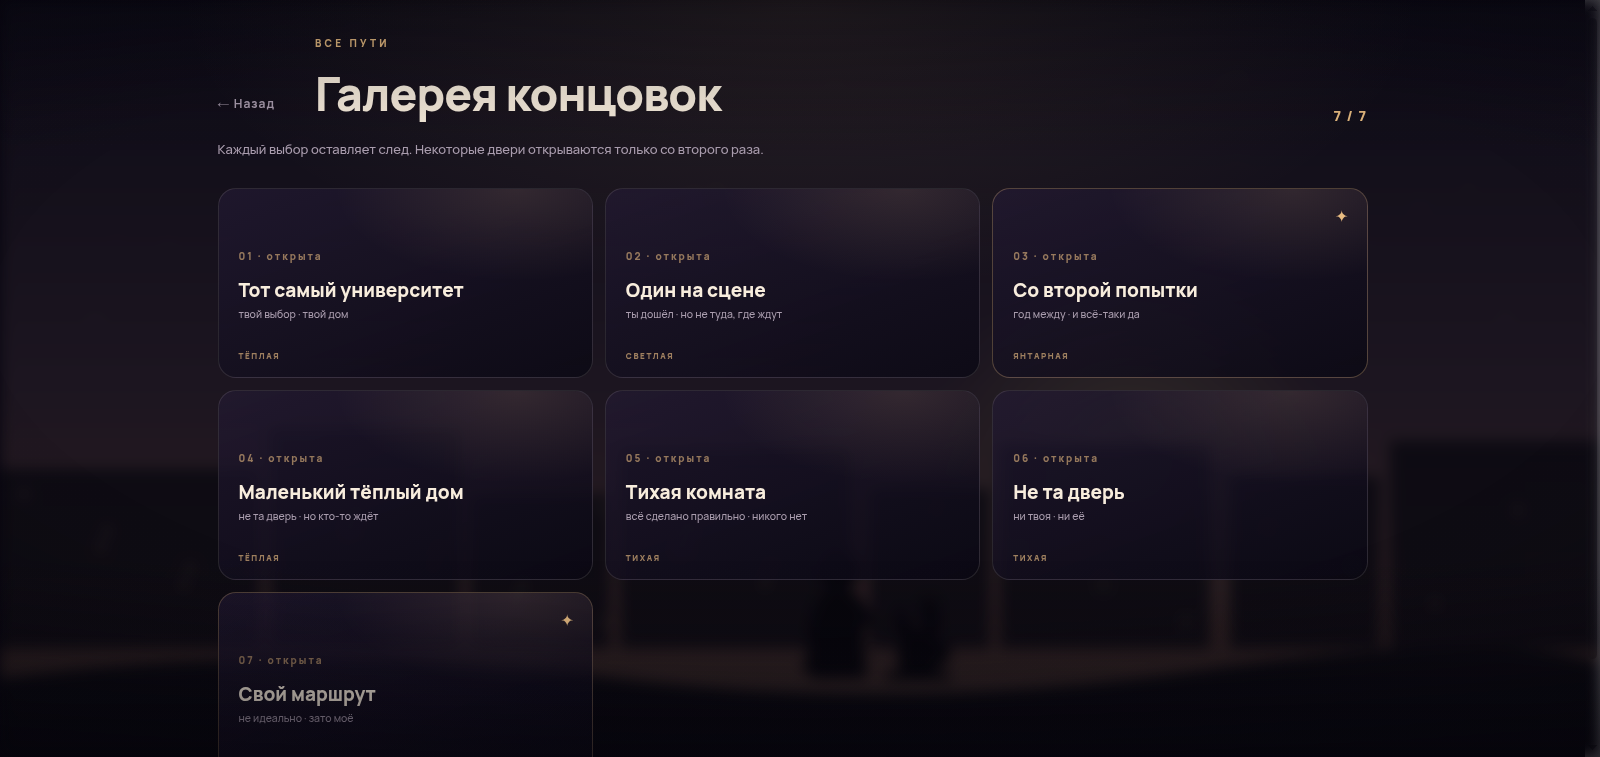 ВСЕ ПУТИ
← Назад
Галерея концовок
7 / 7
Каждый выбор оставляет след. Некоторые двери открываются только со второго раза.
01 · открыта
Тот самый университет
твой выбор · твой дом
ТЁПЛАЯ
02 · открыта
Один на сцене
ты дошёл · но не туда, где ждут
СВЕТЛАЯ
✦
03 · открыта
Со второй попытки
год между · и всё-таки да
ЯНТАРНАЯ
04 · открыта
Маленький тёплый дом
не та дверь · но кто-то ждёт
ТЁПЛАЯ
05 · открыта
Тихая комната
всё сделано правильно · никого нет
ТИХАЯ
06 · открыта
Не та дверь
ни твоя · ни её
ТИХАЯ
✦
07 · открыта
Свой маршрут
не идеально · зато моё